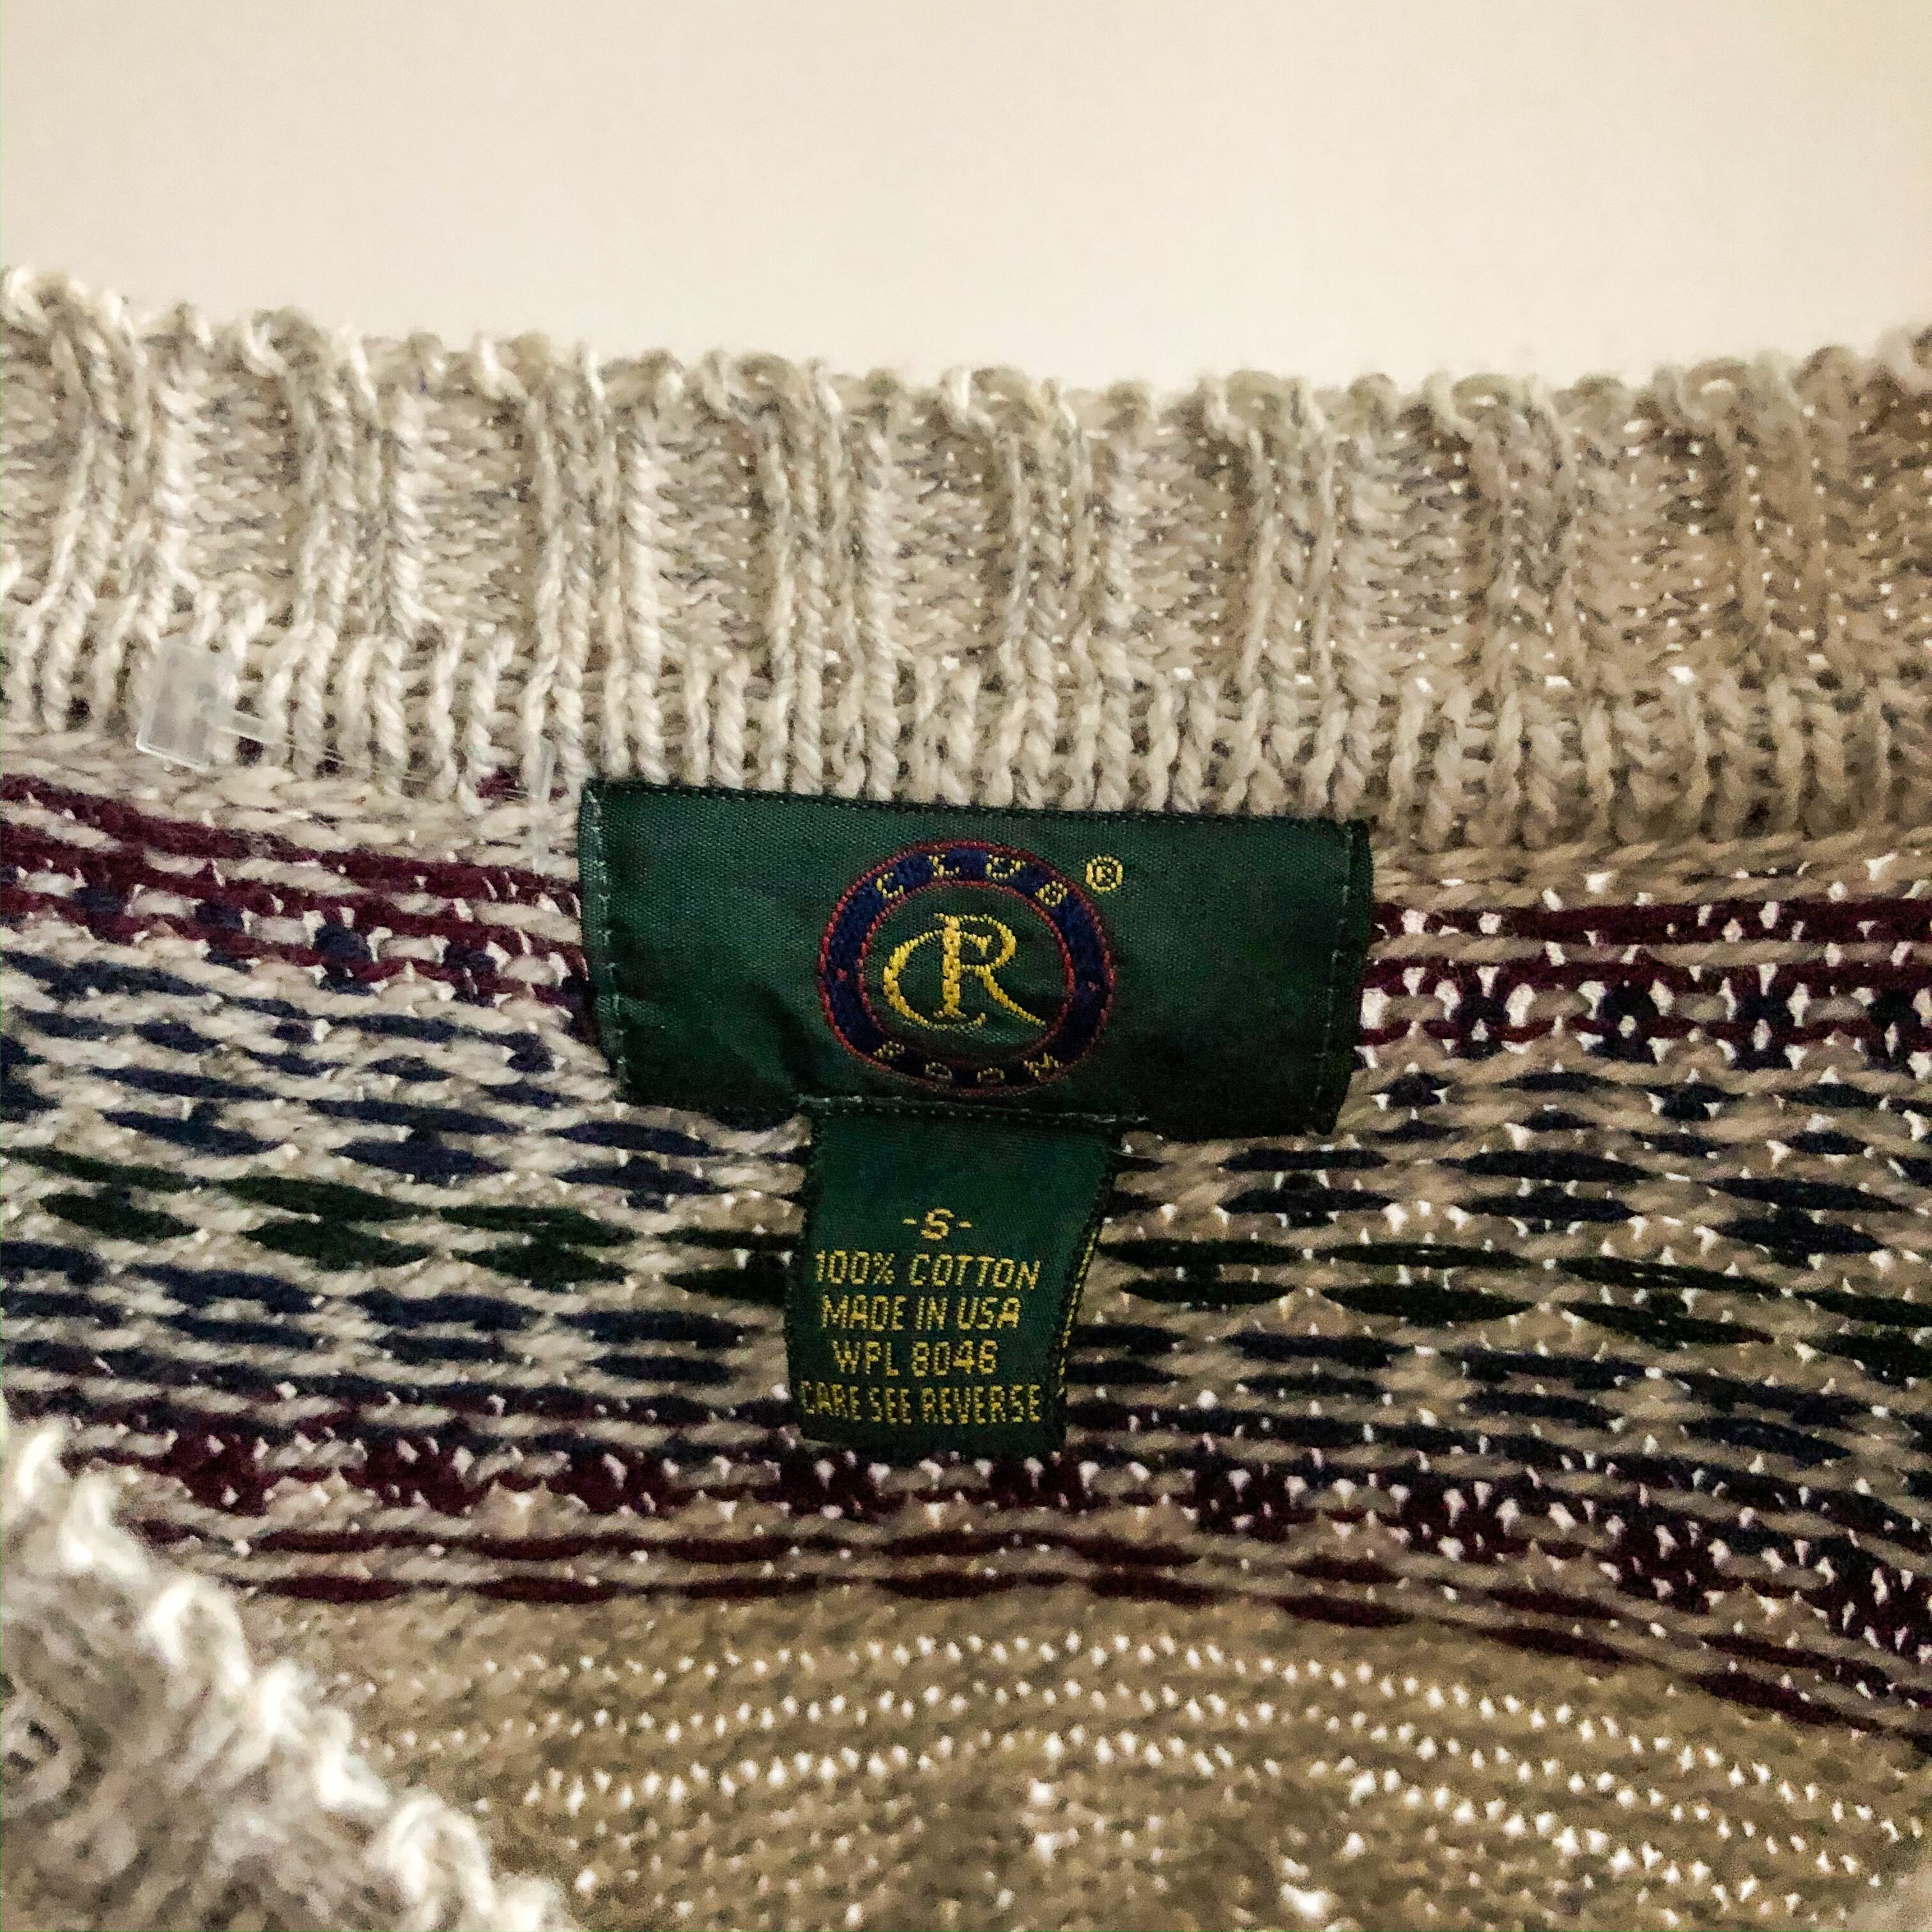 CLUB ®
CR
ROOM
-S-
100% COTTON
MADE IN USA
WPL 8046
CARE SEE REVERSE